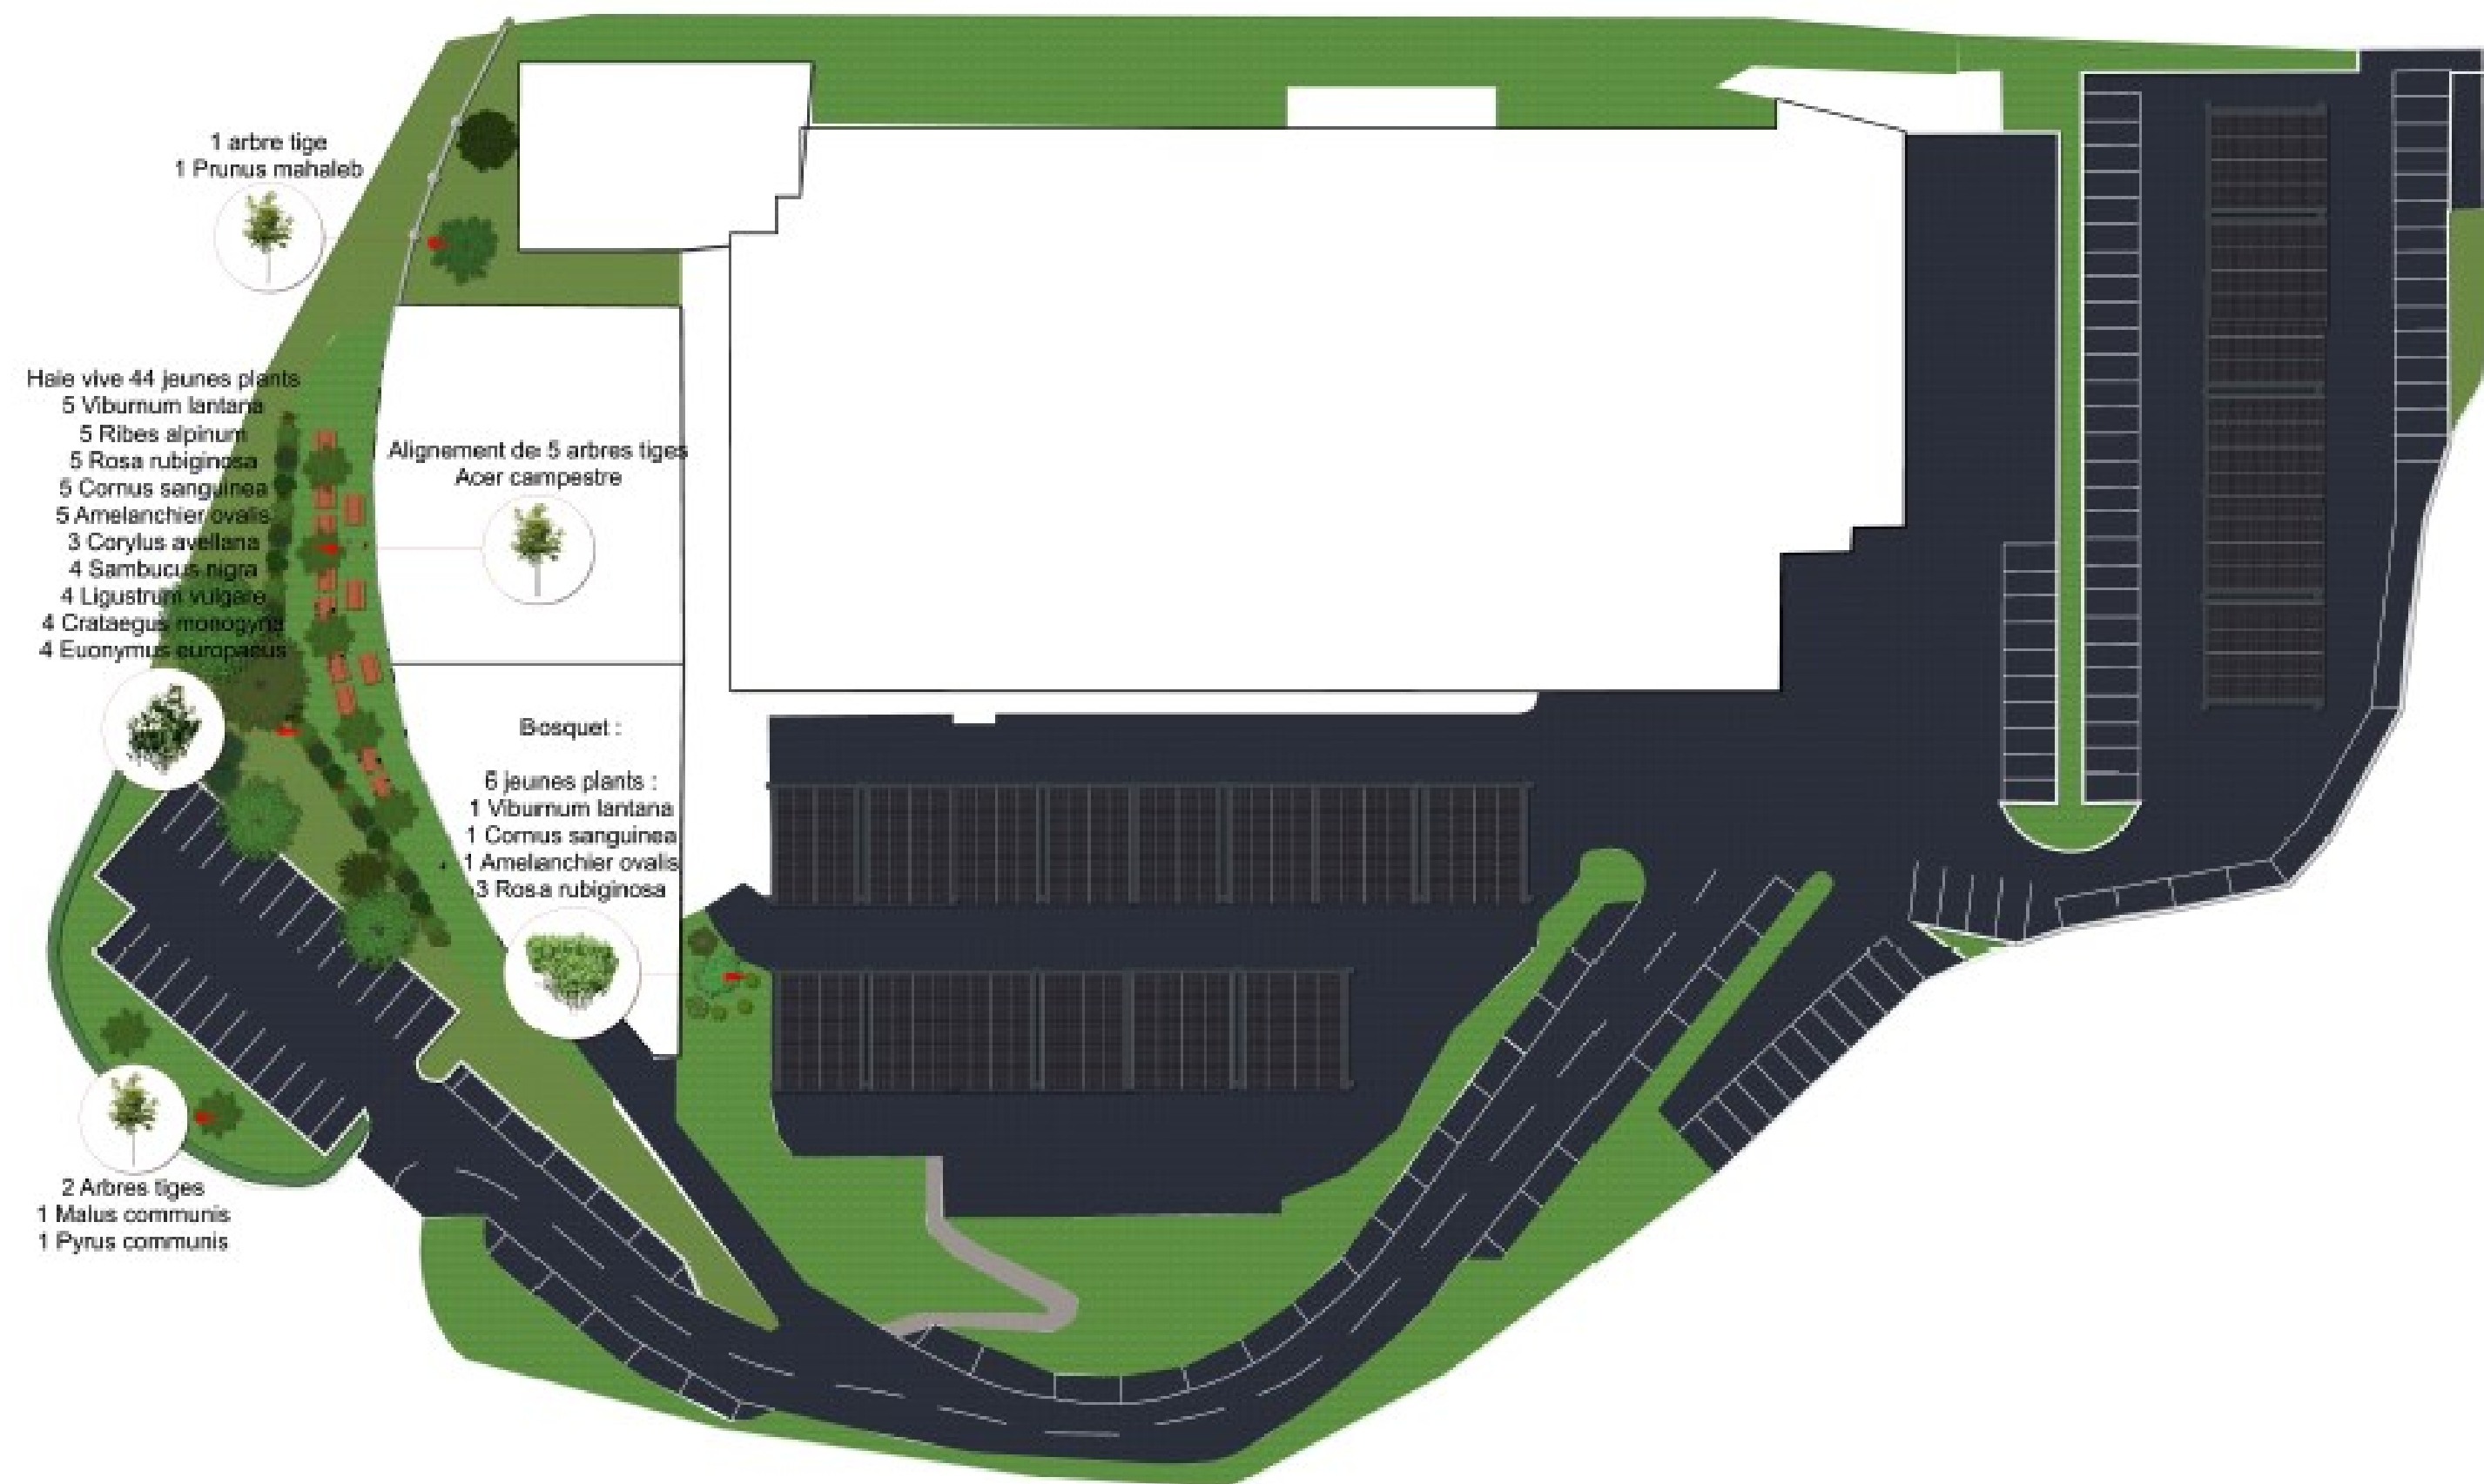 1 arbre tige
1 Prunus mahaleb
Haie vive 44 jeunes plants
5 Viburnum lantana
5 Ribes alpinum
5 Rosa rubiginosa
5 Cornus sanguinea
5 Amelanchier ovalis
3 Corylus avellana
4 Sambucus nigra
4 Ligustrum vulgare
4 Crataegus monogyna
4 Euonymus europaeus
Alignement de 5 arbres tiges
Acer campestre
Bosquet :
6 jeunes plants :
1 Viburnum lantana
1 Cornus sanguinea
1 Amelanchier ovalis
3 Rosa rubiginosa
2 Arbres tiges
1 Malus communis
1 Pyrus communis